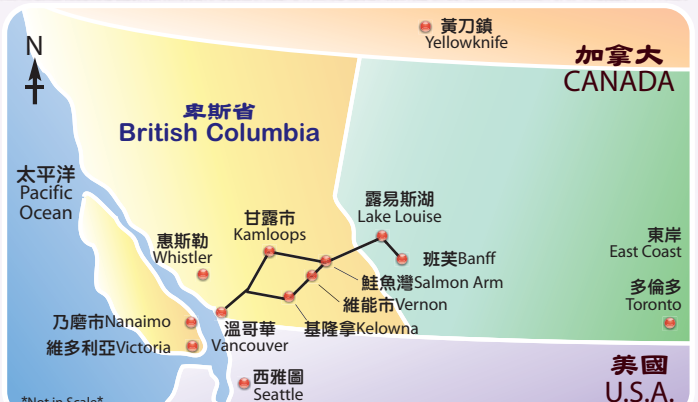 黃刀鎮
Yellowknife
N
加拿大
CANADA
卑斯省
British Columbia
太平洋
Pacific
Ocean
露易斯湖
Lake Louise
甘露市
Kamloops
惠斯勒
Whistler
東岸
East Coast
班芙Banff
鮭魚灣Salmon Arm
多倫多
Toronto
維能市Vernon
乃磨市Nanaimo
溫哥華
Vancouver
基隆拿Kelowna
維多利亞Victoria
美國
U.S.A.
西雅圖
Seattle
*Not in Scale*